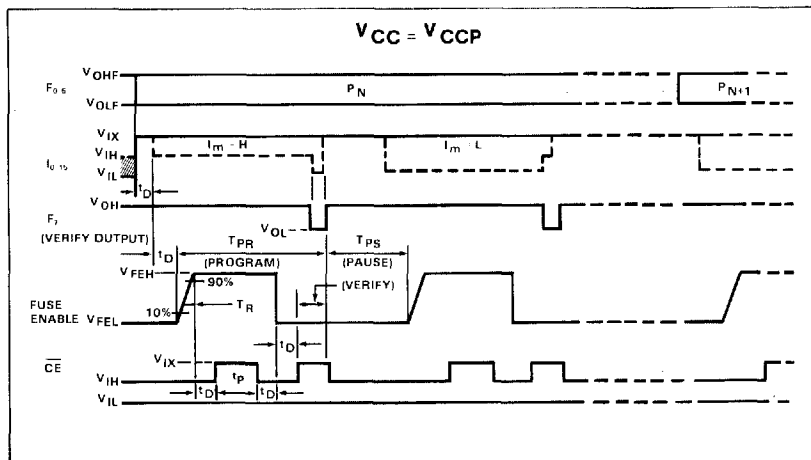 VCC = VCCP
VOHF
F0-6
VOLF
PN
PN+1
VIX
VIH
I0-15
VIL
Im = H
Im = L
tD
VOH
F7
(VERIFY OUTPUT)
VOL
tD
TPR
(PROGRAM)
TPS
(PAUSE)
(VERIFY)
VFEH
90%
FUSE
ENABLE
10%
VFEL
TR
tD
VIX
CE
VIH
VIL
tD
tP
tD